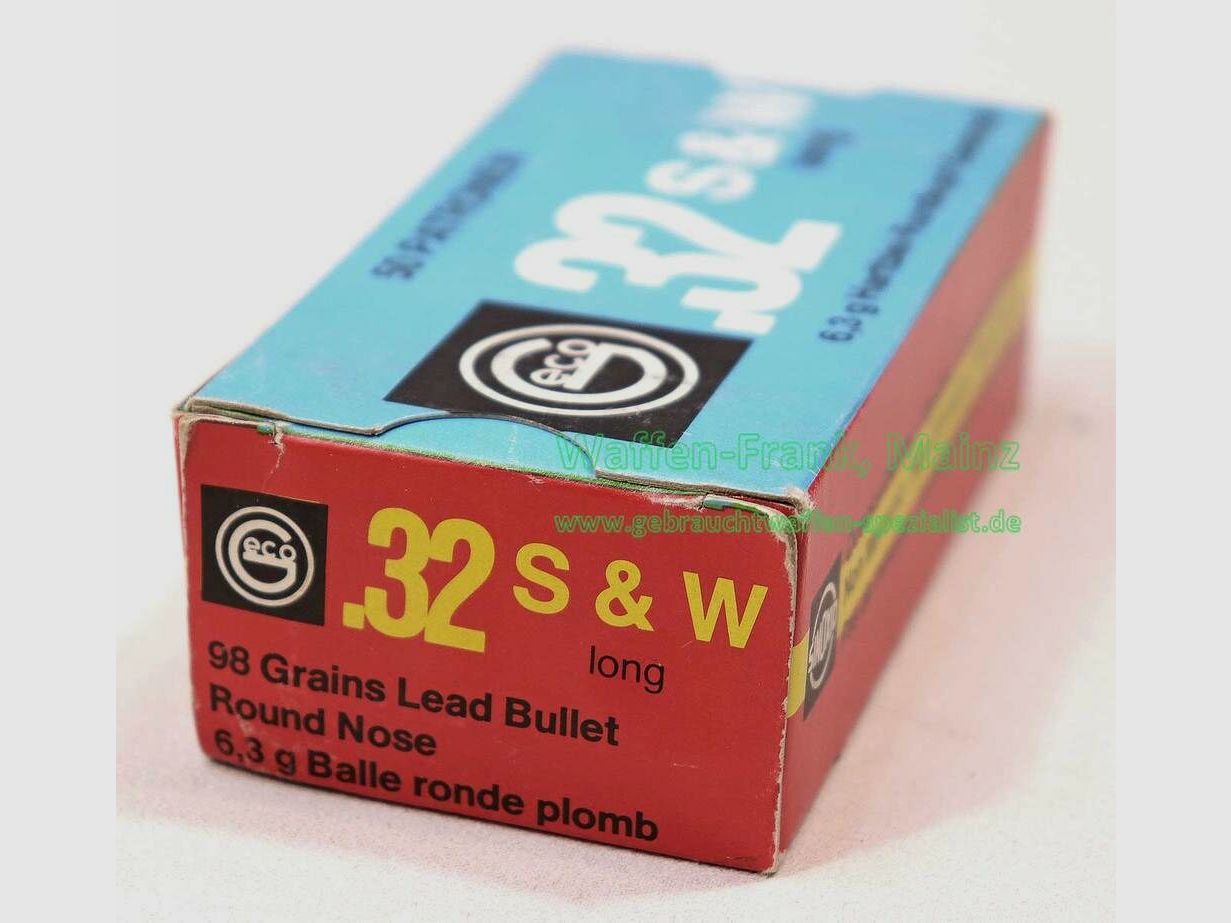 50 PATRONEN
.32 S & W
long
6,3 g
Geco
Waffen-Frank, Mainz
www.gebrauchtwaffen-spezialist.de
Geco
.32 S & W
long
98 Grains Lead Bullet
Round Nose
6,3 g Balle ronde plomb